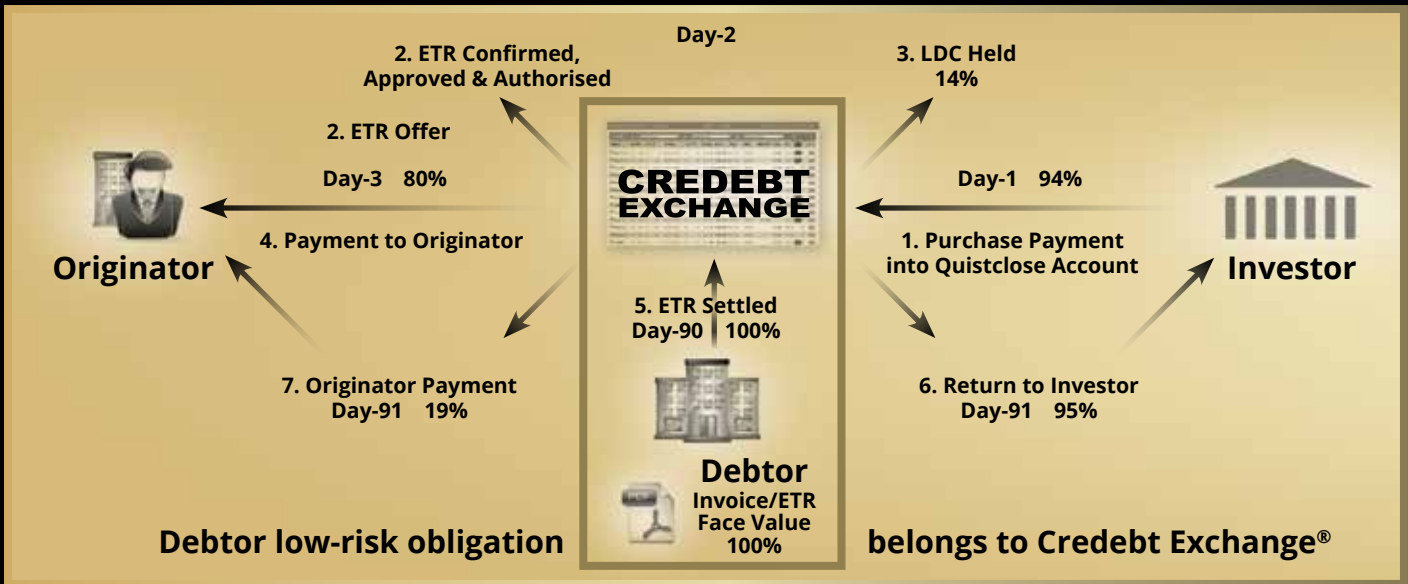 Day-2
2. ETR Confirmed,
Approved & Authorised
3. LDC Held
14%
2. ETR Offer
Day-3 80%
4. Payment to Originator
Originator
CREDEBT
EXCHANGE
Day-1 94%
1. Purchase Payment
into Quistclose Account
Investor
5. ETR Settled
Day-90 100%
7. Originator Payment
Day-91 19%
6. Return to Investor
Day-91 95%
Debtor
Invoice/ETR
Face Value
100%
Debtor low-risk obligation
belongs to Credebt Exchange®